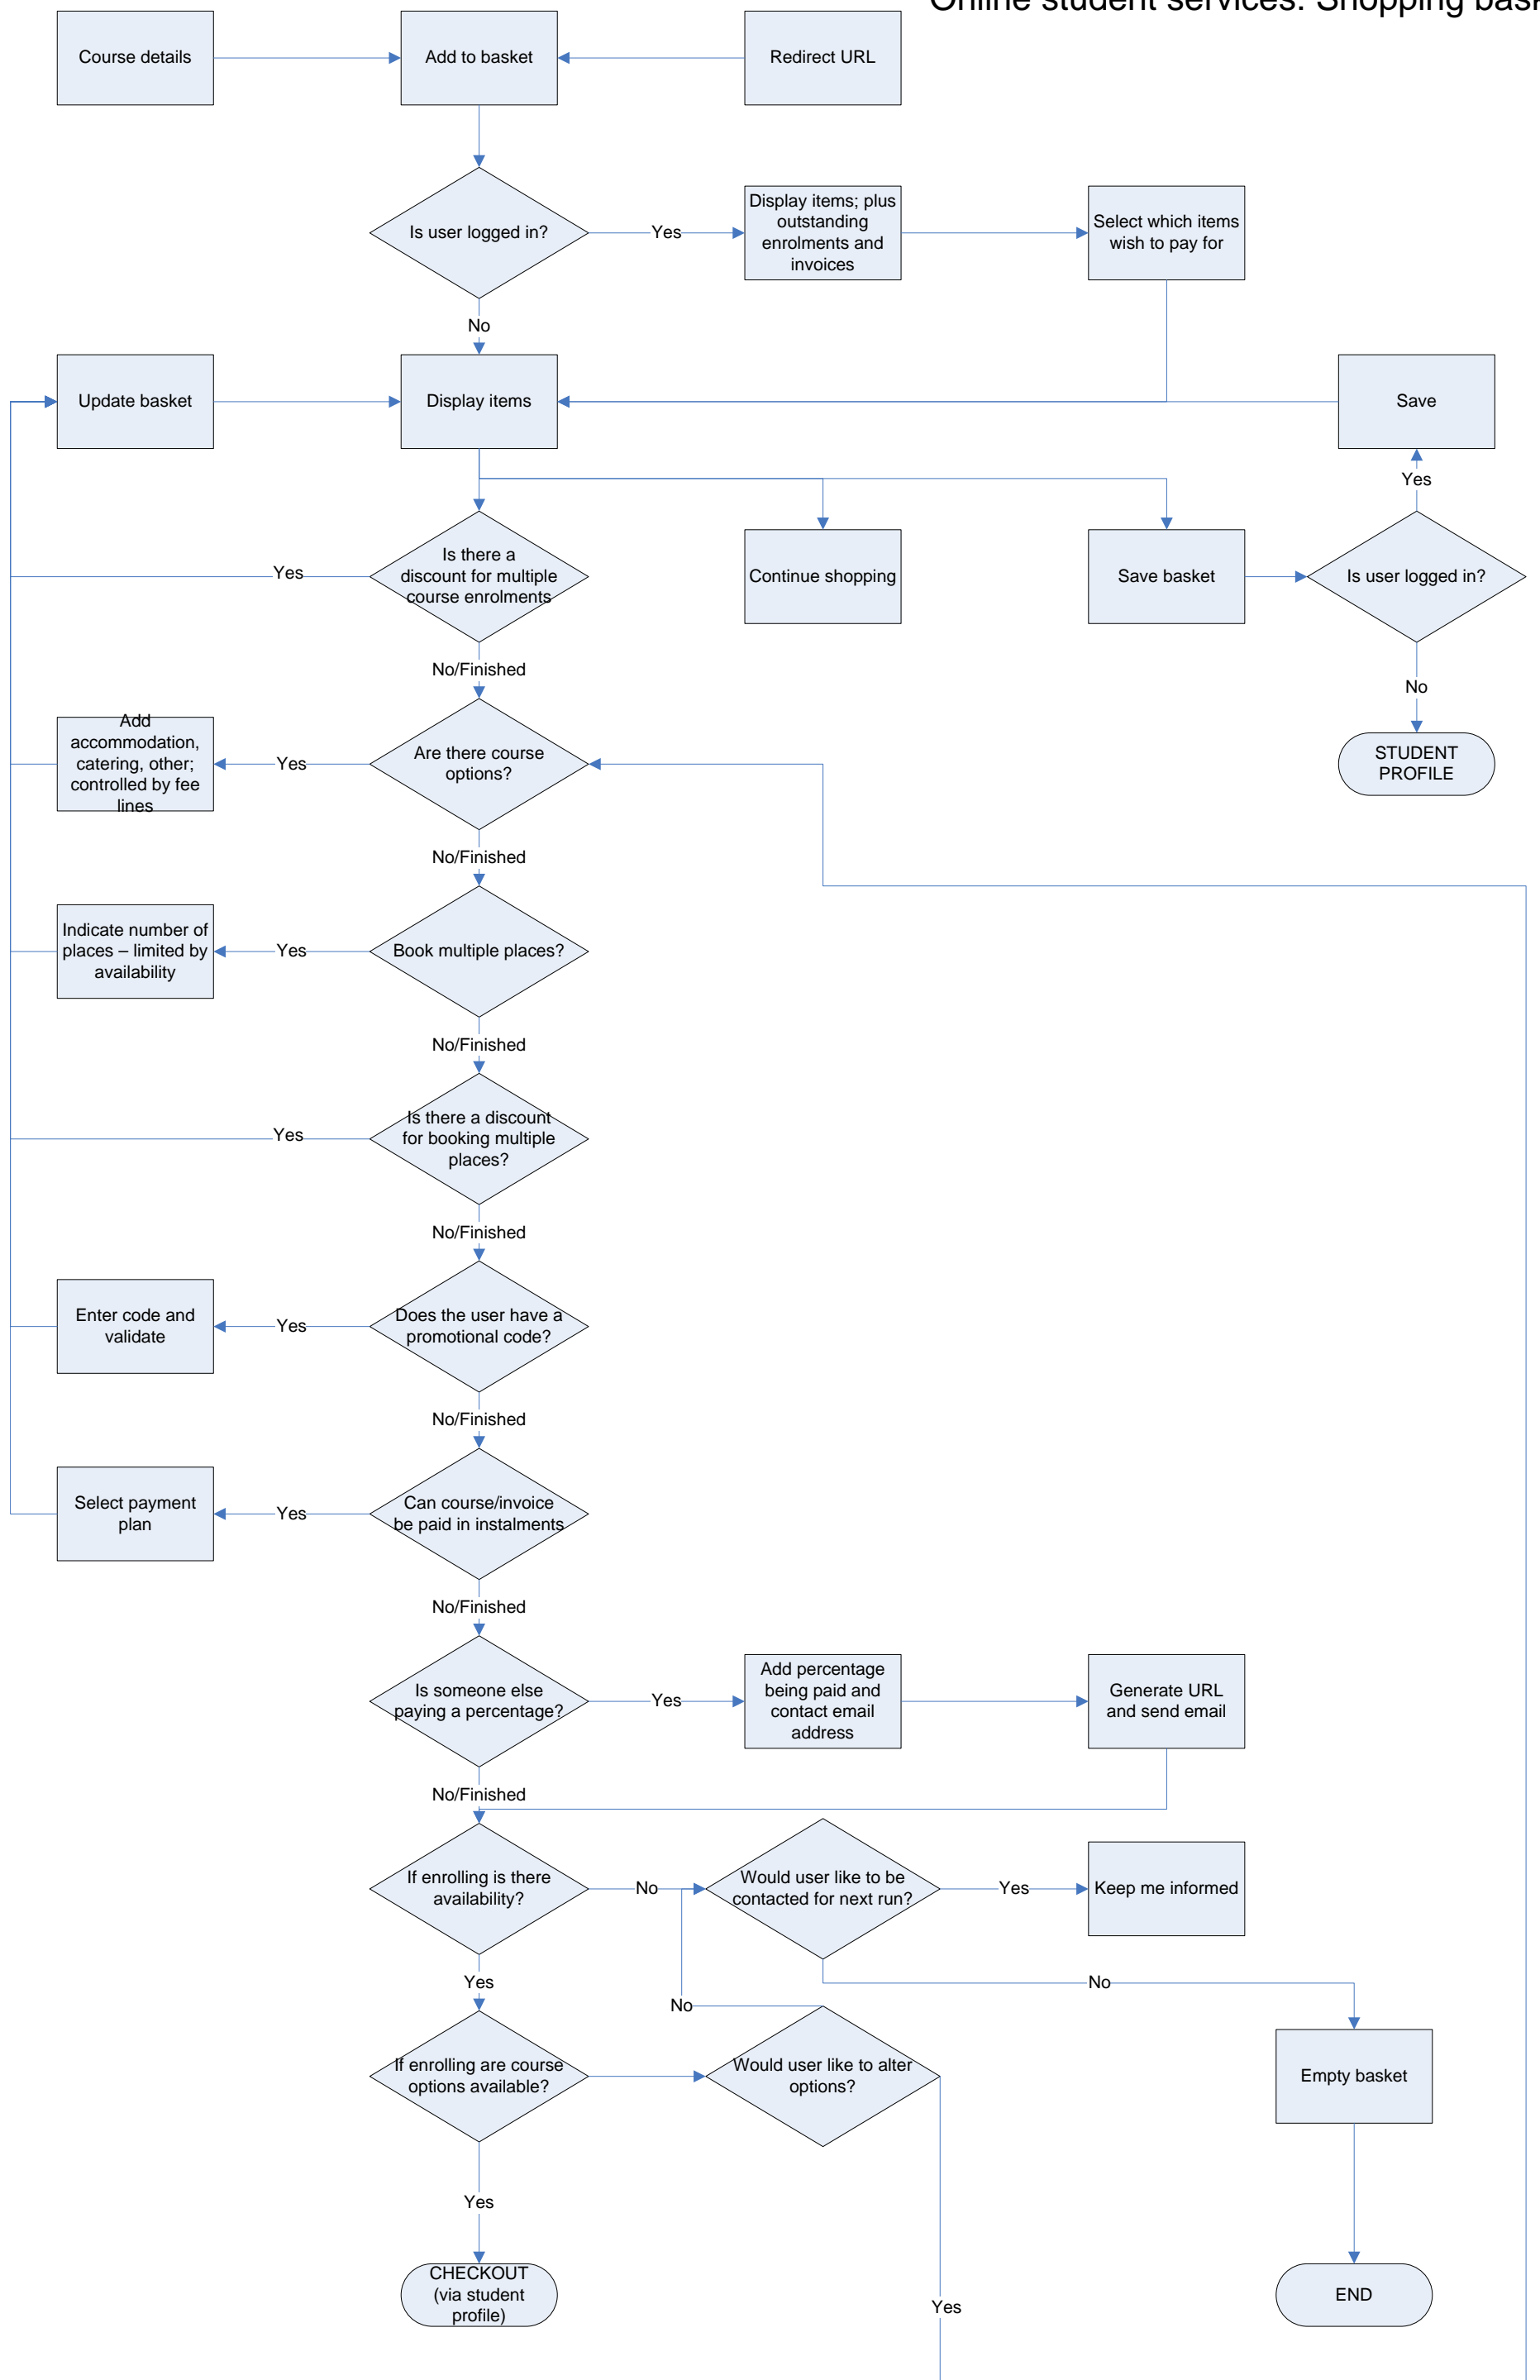 Online student services: Shopping bask
Course details
Add to basket
Redirect URL
Is user logged in?
Yes
Display items; plus
outstanding
enrolments and
invoices
Select which items
wish to pay for
No
Update basket
Display items
Save
Yes
Is there a
discount for multiple
course enrolments
Yes
Continue shopping
Save basket
Is user logged in?
No/Finished
No
Add
accommodation,
catering, other;
controlled by fee
lines
Yes
Are there course
options?
STUDENT
PROFILE
No/Finished
Indicate number of
places – limited by
availability
Yes
Book multiple places?
No/Finished
Yes
Is there a discount
for booking multiple
places?
No/Finished
Enter code and
validate
Yes
Does the user have a
promotional code?
No/Finished
Select payment
plan
Yes
Can course/invoice
be paid in instalments
No/Finished
Is someone else
paying a percentage?
Yes
Add percentage
being paid and
contact email
address
Generate URL
and send email
No/Finished
If enrolling is there
availability?
No
Would user like to be
contacted for next run?
Yes
Keep me informed
Yes
No
No
If enrolling are course
options available?
Would user like to alter
options?
Empty basket
Yes
CHECKOUT
(via student
profile)
Yes
END